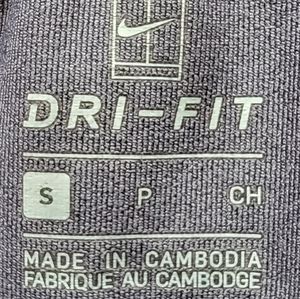 DRI-FIT
S P CH
MADE IN CAMBODIA
FABRIQUE AU CAMBODGE